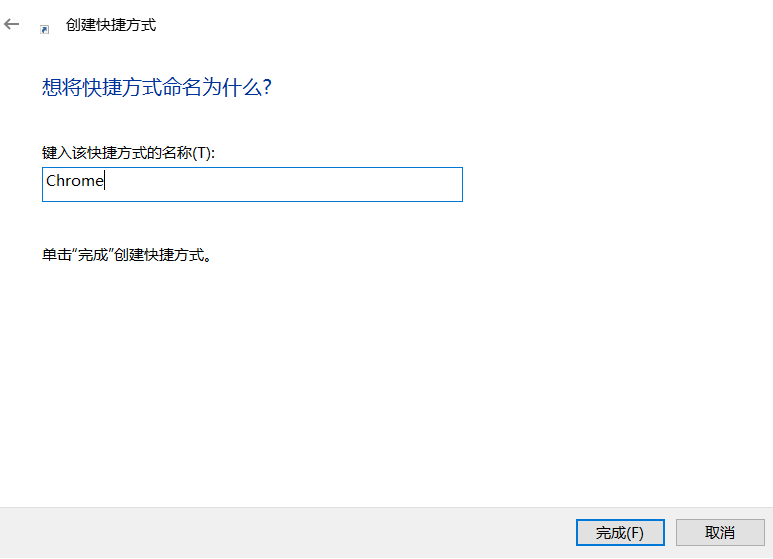 创建快捷方式
想将快捷方式命名为什么?
键入该快捷方式的名称(T):
Chrome
单击“完成”创建快捷方式。
完成(F)
取消